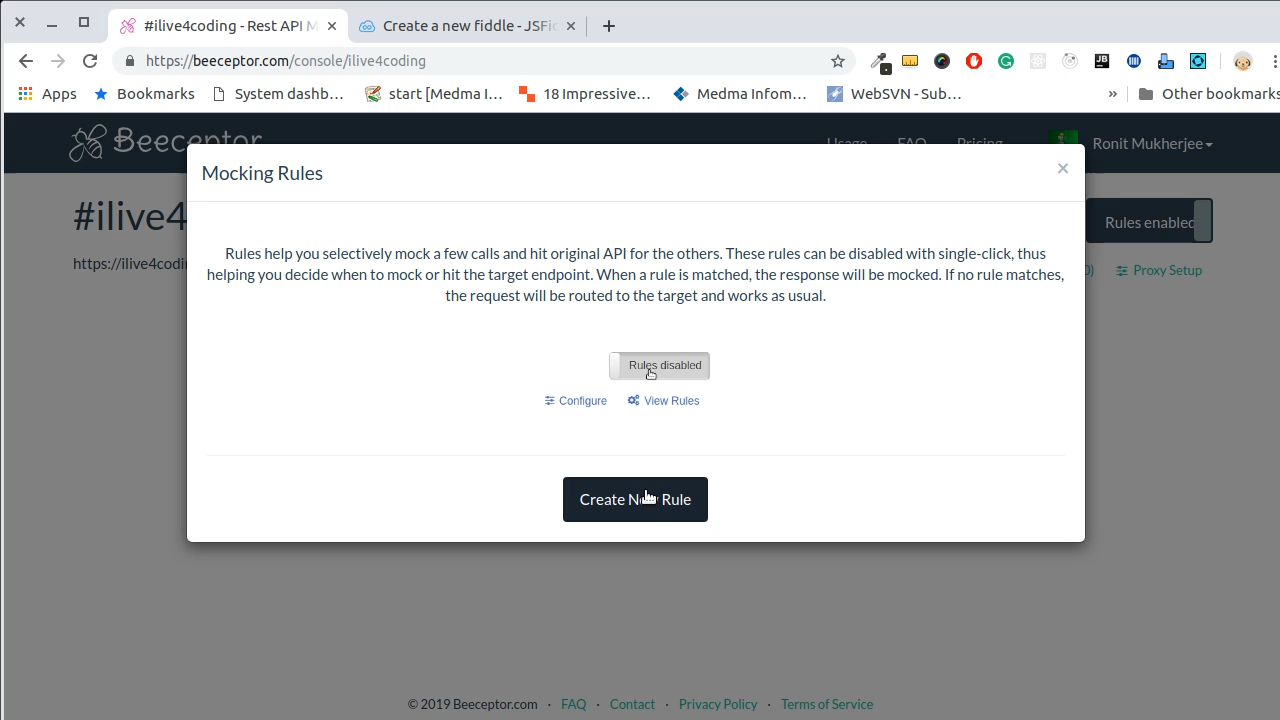 #ilive4coding - Rest API M
Create a new fiddle - JSFi
https://beeceptor.com/console/ilive4coding
Apps
Bookmarks
System dashb...
start [Medma I...
18 Impressive...
Medma Infom...
WebSVN - Sub...
»
Other bookmarks
Beeceptor
Usage
FAQ
Pricing
Ronit Mukherjee
Mocking Rules
×
#ilive4
Rules enabled
https://ilive4codi
0)
Proxy Setup
Rules help you selectively mock a few calls and hit original API for the others. These rules can be disabled with single-click, thus
helping you decide when to mock or hit the target endpoint. When a rule is matched, the response will be mocked. If no rule matches,
the request will be routed to the target and works as usual.
Rules disabled
Configure
View Rules
Create New Rule
© 2019 Beeceptor.com · FAQ · Contact · Privacy Policy · Terms of Service